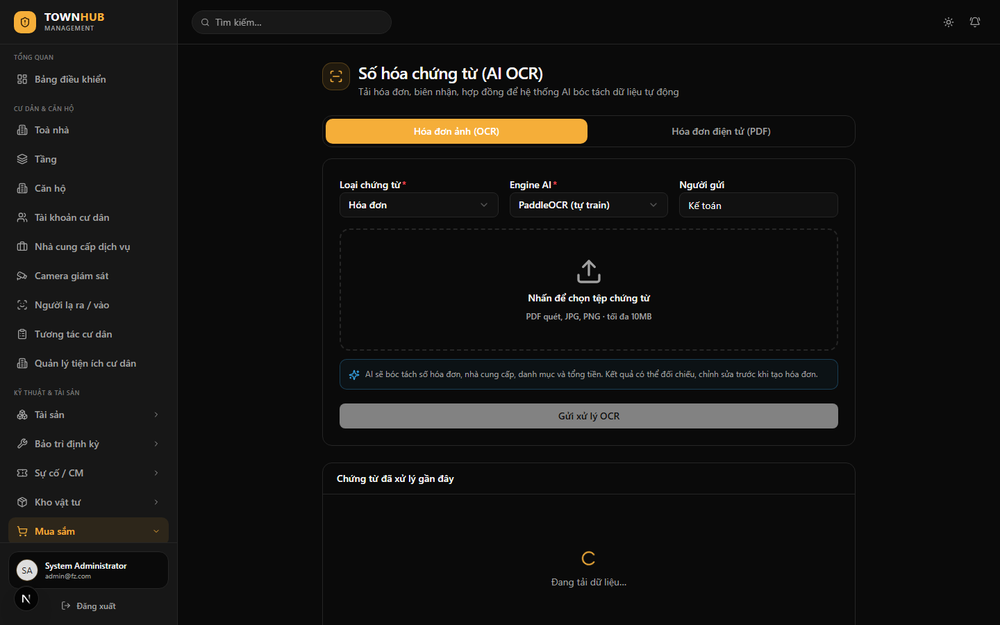 TOWNHUB
MANAGEMENT
Tìm kiếm...
TỔNG QUAN
Bảng điều khiển
CƯ DÂN & CĂN HỘ
Toà nhà
Tầng
Căn hộ
Tài khoản cư dân
Nhà cung cấp dịch vụ
Camera giám sát
Người lạ ra / vào
Tương tác cư dân
Quản lý tiện ích cư dân
KỸ THUẬT & TÀI SẢN
Tài sản
Bảo trì định kỳ
Sự cố / CM
Kho vật tư
Mua sắm
SA
System Administrator
admin@fz.com
N
Đăng xuất
Số hóa chứng từ (AI OCR)
Tải hóa đơn, biên nhận, hợp đồng để hệ thống AI bóc tách dữ liệu tự động
Hóa đơn ảnh (OCR)
Hóa đơn điện tử (PDF)
Loại chứng từ *
Engine AI *
Người gửi
Hóa đơn
PaddleOCR (tự train)
Kế toán
Nhấn để chọn tệp chứng từ
PDF quét, JPG, PNG · tối đa 10MB
AI sẽ bóc tách số hóa đơn, nhà cung cấp, danh mục và tổng tiền. Kết quả có thể đối chiếu, chỉnh sửa trước khi tạo hóa đơn.
Gửi xử lý OCR
Chứng từ đã xử lý gần đây
Đang tải dữ liệu...